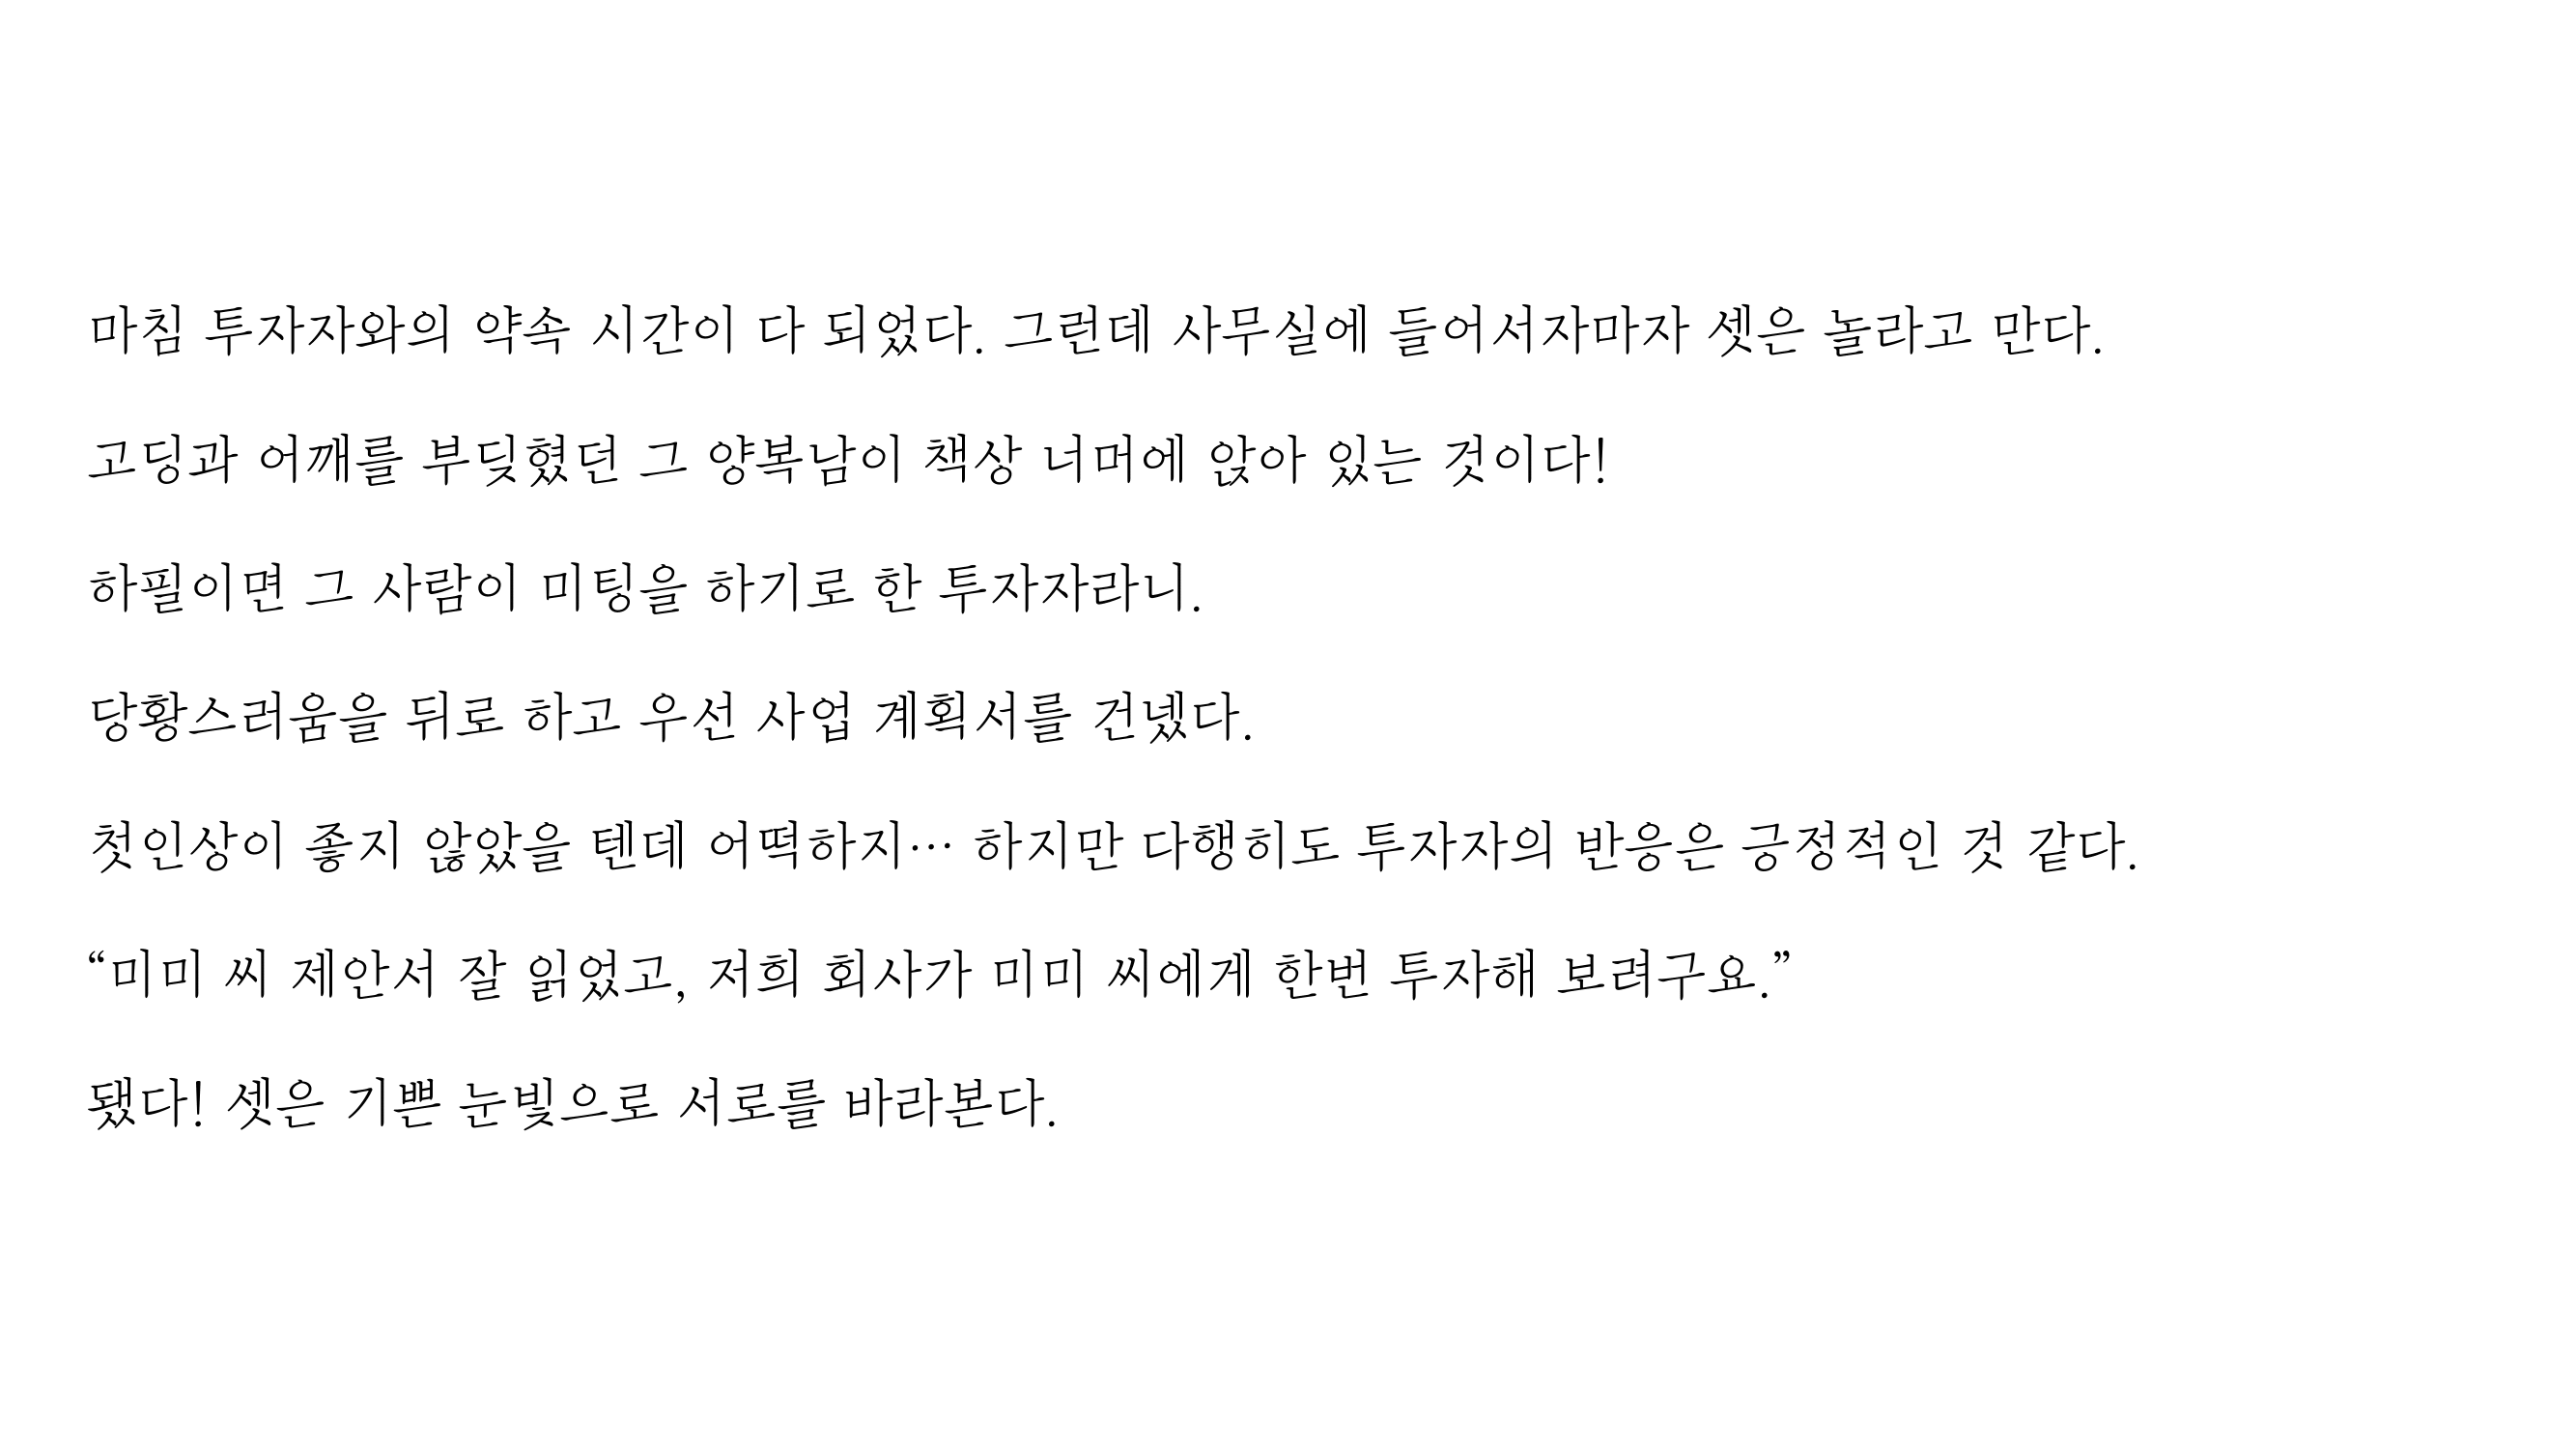 마침 투자자와의 약속 시간이 다 되었다. 그런데 사무실에 들어서자마자 셋은 놀라고 만다.
고딩과 어깨를 부딪혔던 그 양복남이 책상 너머에 앉아 있는 것이다!
하필이면 그 사람이 미팅을 하기로 한 투자자라니.
당황스러움을 뒤로 하고 우선 사업 계획서를 건넸다.
첫인상이 좋지 않았을 텐데 어떡하지… 하지만 다행히도 투자자의 반응은 긍정적인 것 같다.
“미미 씨 제안서 잘 읽었고, 저희 회사가 미미 씨에게 한번 투자해 보려구요.”
됐다! 셋은 기쁜 눈빛으로 서로를 바라본다.